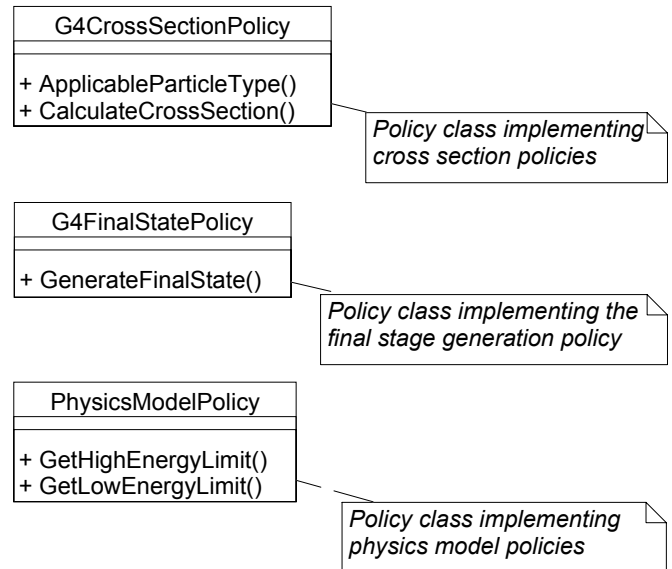 G4CrossSectionPolicy
+ ApplicableParticleType()
+ CalculateCrossSection()
Policy class implementing
cross section policies
G4FinalStatePolicy
+ GenerateFinalState()
Policy class implementing the
final stage generation policy
PhysicsModelPolicy
+ GetHighEnergyLimit()
+ GetLowEnergyLimit()
Policy class implementing
physics model policies